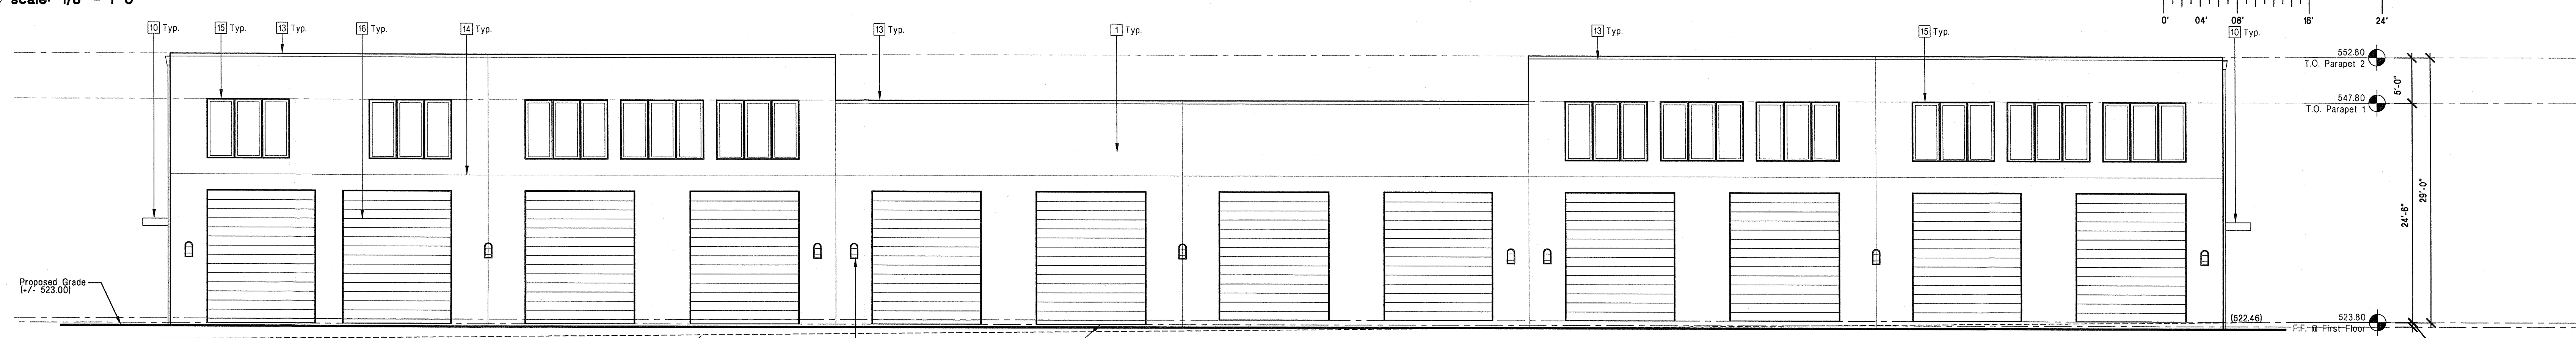 scale: 1/8" = 1'0"
0' 04' 08' 16' 24'
10 Typ.
15 Typ.
13 Typ.
16 Typ.
14 Typ.
13 Typ.
1 Typ.
13 Typ.
15 Typ.
10 Typ.
552.80
T.O. Parapet 2
5'-0"
547.80
T.O. Parapet 1
24'-6"
29'-0"
Proposed Grade
(+/- 523.00)
(522.46)
523.80
F.F. @ First Floor